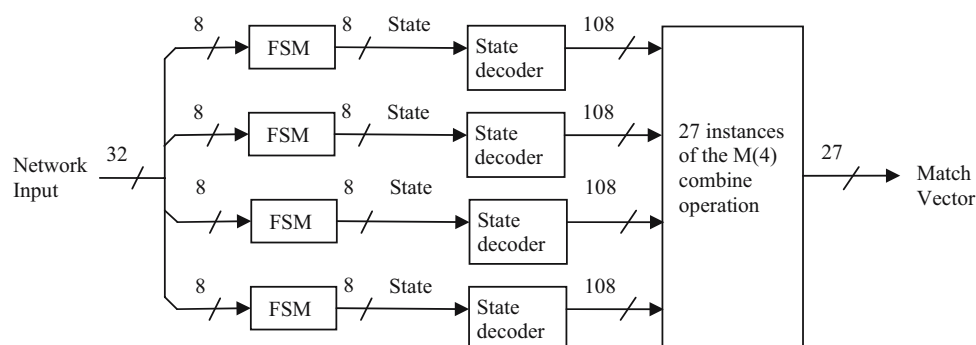 8 8 State 108
FSM State
decoder
8 8 State 108
FSM State
decoder
27 instances
of the M(4)
combine
operation
32
Network
Input
27
Match
Vector
8 8 State 108
FSM State
decoder
8 8 State 108
FSM State
decoder